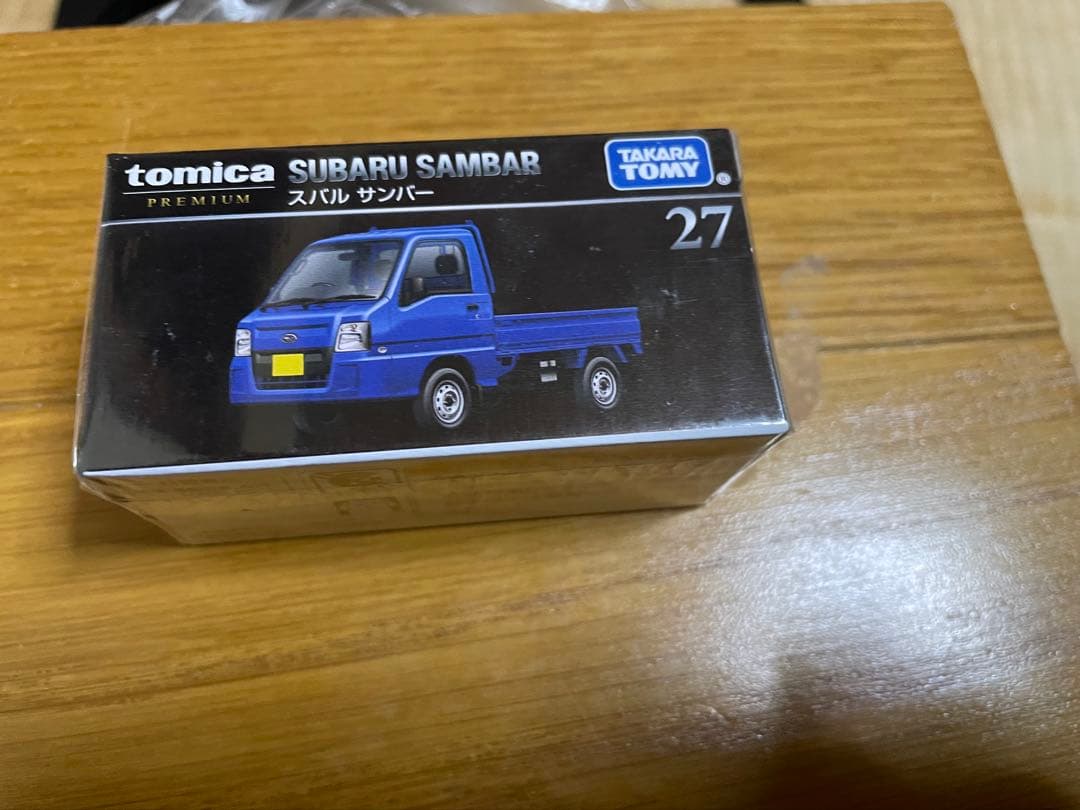 tomica SUBARU SAMBAR
PREMIUM スバル サンバー
TAKARA
TOMY®
27